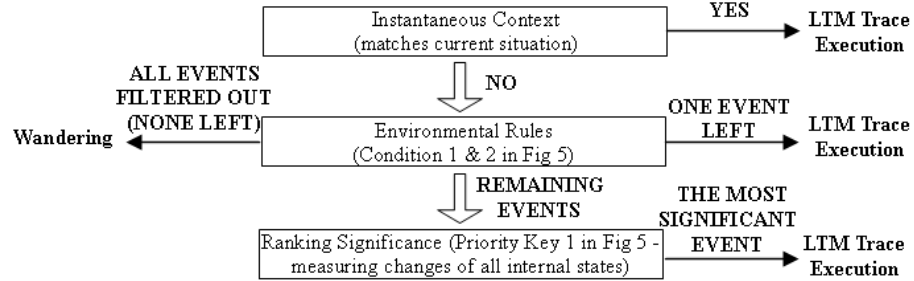 Instantaneous Context
(matches current situation)
YES
LTM Trace
Execution
NO
ALL EVENTS
FILTERED OUT
(NONE LEFT)
Wandering
Environmental Rules
(Condition 1 & 2 in Fig 5)
ONE EVENT
LEFT
LTM Trace
Execution
REMAINING
EVENTS
THE MOST
SIGNIFICANT
EVENT
Ranking Significance (Priority Key 1 in Fig 5 -
measuring changes of all internal states)
LTM Trace
Execution